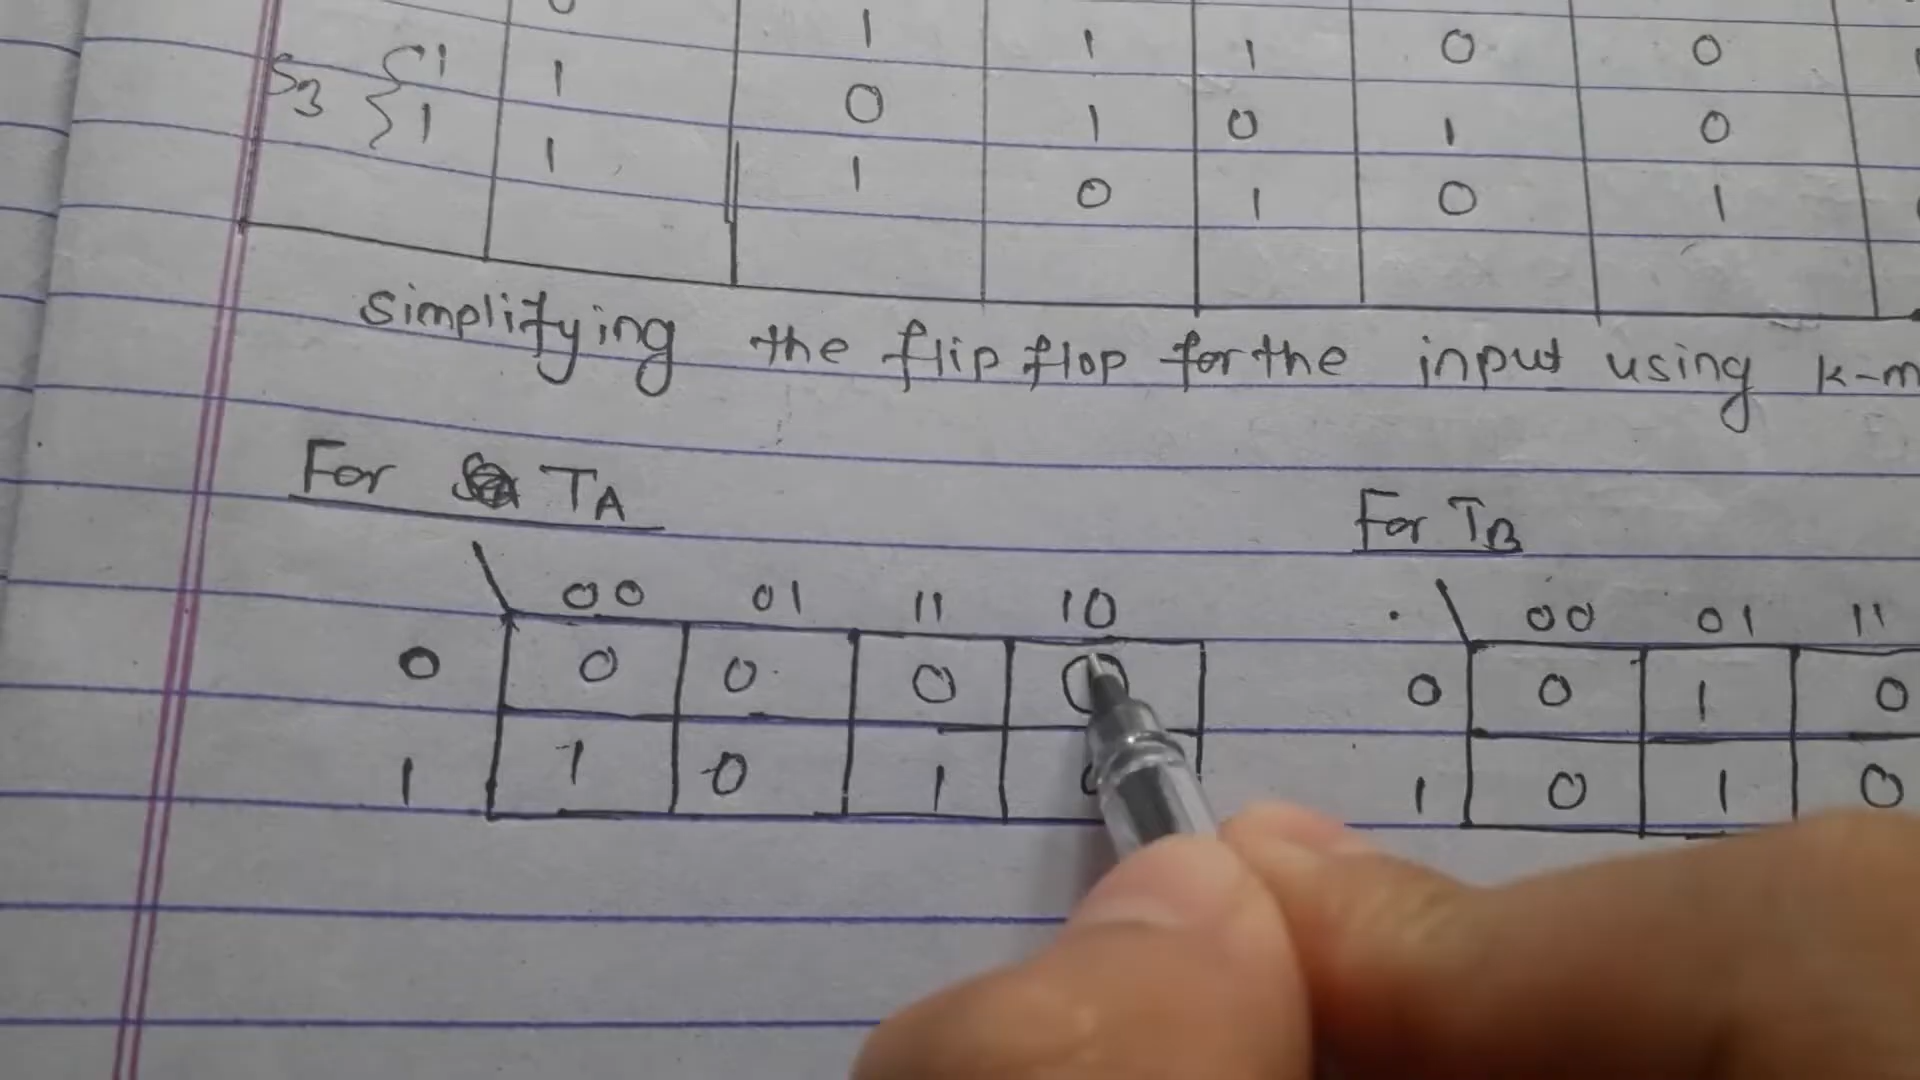 1 1 1 0 0
S3 { 1 1 0 1 0 1 0
1 1 1 0 1 0 1
simplifying the flip flop for the input using k-m
For TA
For TB
00 01 11 10
00 01 11
0 0 0 0 0
0 0 1 0
1 1 0 1
1 0 1 0